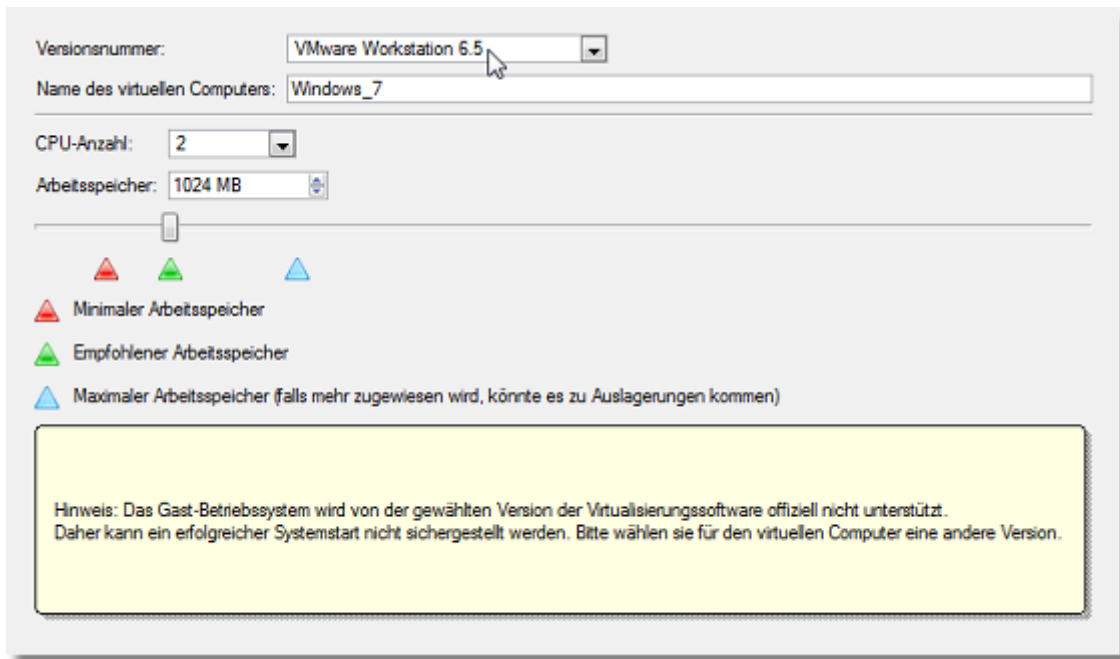 Versionsnummer: VMware Workstation 6.5
Name des virtuellen Computers: Windows_7
CPU-Anzahl: 2
Arbeitsspeicher: 1024 MB
Minimaler Arbeitsspeicher
Empfohlener Arbeitsspeicher
Maximaler Arbeitsspeicher (falls mehr zugewiesen wird, könnte es zu Auslagerungen kommen)
Hinweis: Das Gast-Betriebssystem wird von der gewählten Version der Virtualisierungssoftware offiziell nicht unterstützt.
Daher kann ein erfolgreicher Systemstart nicht sichergestellt werden. Bitte wählen sie für den virtuellen Computer eine andere Version.